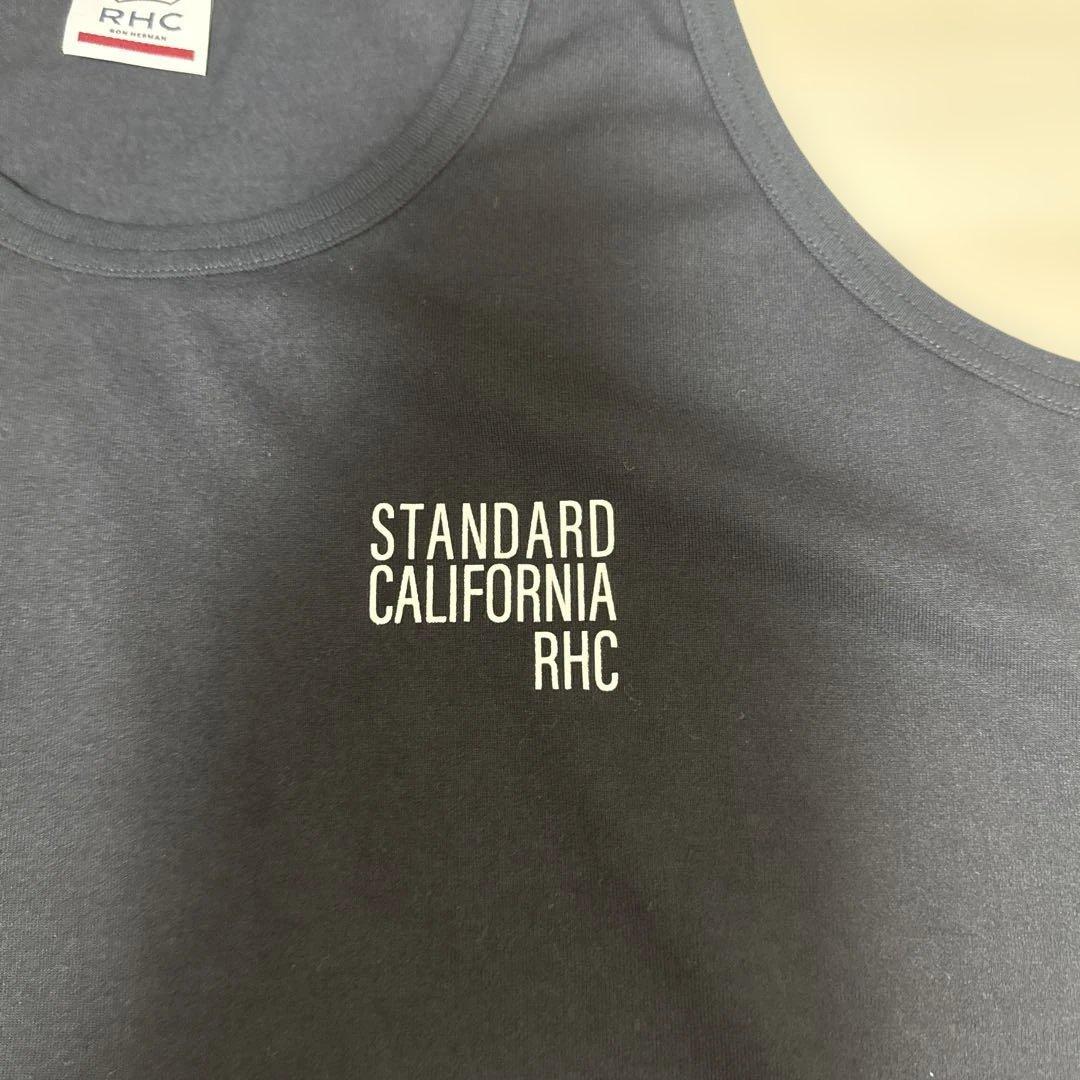 RHC
RON HERMAN
STANDARD
CALIFORNIA
RHC